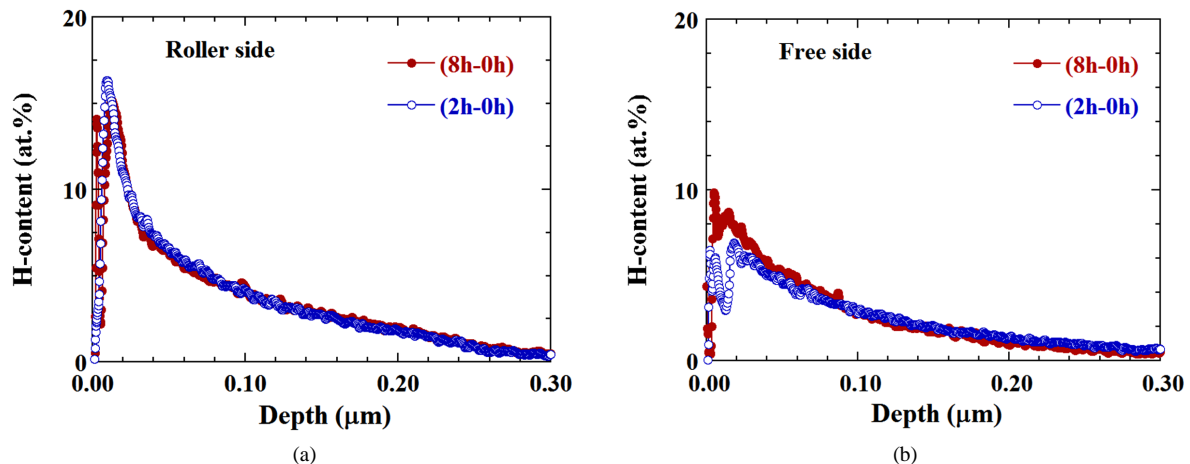 20
Roller side
(8h-0h)
(2h-0h)
10
0
0.00
0.10
0.20
0.30
H-content (at.%)
Depth (μm)
(a)
20
Free side
(8h-0h)
(2h-0h)
10
0
0.00
0.10
0.20
0.30
H-content (at.%)
Depth (μm)
(b)